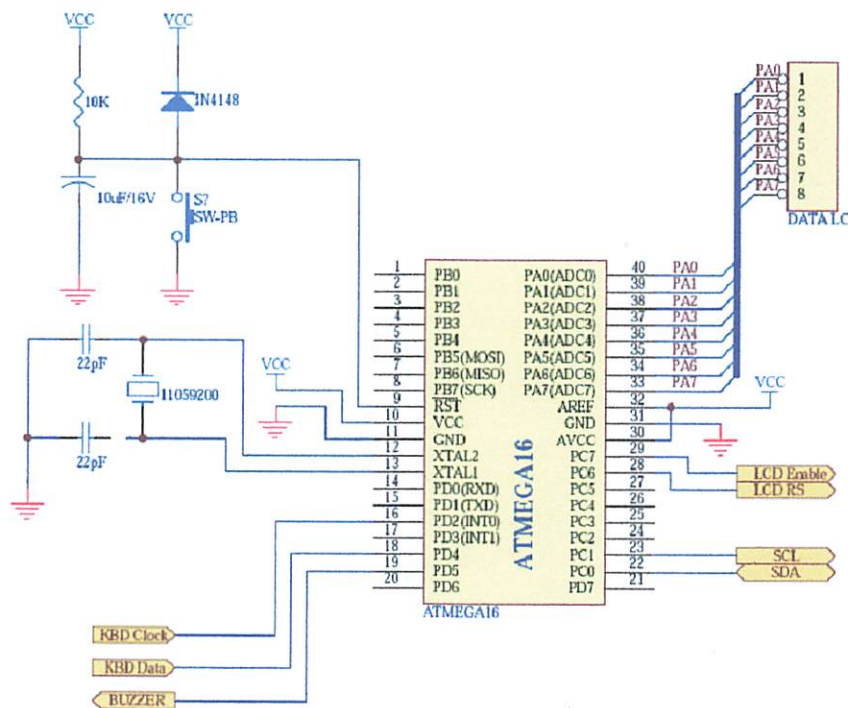 VCC
VCC
10K
1N4148
10uF/16V
S?
SW-PB
PA0
PA1
PA2
PA3
PA4
PA5
PA6
PA7
1
2
3
4
5
6
7
8
DATA LC
22pF
11059200
22pF
VCC
1 PB0
2 PB1
3 PB2
4 PB3
5 PB4
6 PB5(MOSI)
7 PB6(MISO)
8 PB7(SCK)
9 RST
10 VCC
11 GND
12 XTAL2
13 XTAL1
14 PD0(RXD)
15 PD1(TXD)
16 PD2(INT0)
17 PD3(INT1)
18 PD4
19 PD5
20 PD6
ATMEGA16
PA0(ADC0) 40 PA0
PA1(ADC1) 39 PA1
PA2(ADC2) 38 PA2
PA3(ADC3) 37 PA3
PA4(ADC4) 36 PA4
PA5(ADC5) 35 PA5
PA6(ADC6) 34 PA6
PA7(ADC7) 33 PA7
AREF 32
GND 31
AVCC 30
PC7 29
PC6 28
PC5 27
PC4 26
PC3 25
PC2 24
PC1 23
PC0 22
PD7 21
VCC
LCD Enable
LCD RS
SCL
SDA
ATMEGA16
KBD Clock
KBD Data
BUZZER